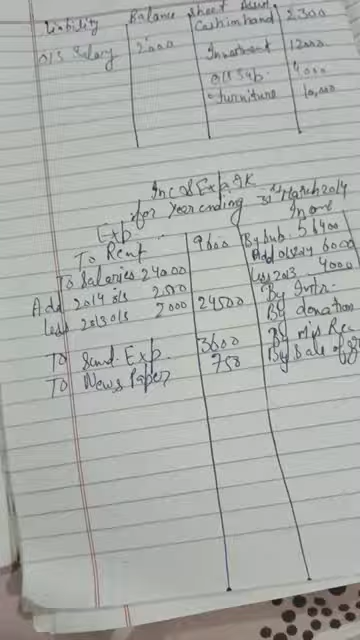 Liability Balance Sheet Asset
Cash in hand 2300
O/S Salary 2000 Investment 12000
O/S Sub. 4000
furniture 10,000
Inc & Exp A/c
for Year ending 31st March 2014
Exp
To Rent 9600 By Sub. 56400
To Salaries 24000 Add O/S 2014 6000
Add 2014 o/s 2500 Less 2013 4000
Less 2013 o/s 2000 24500 By Intr.
By donation
To Sund. Exp. 3600
To News Paper 750 By Sale of